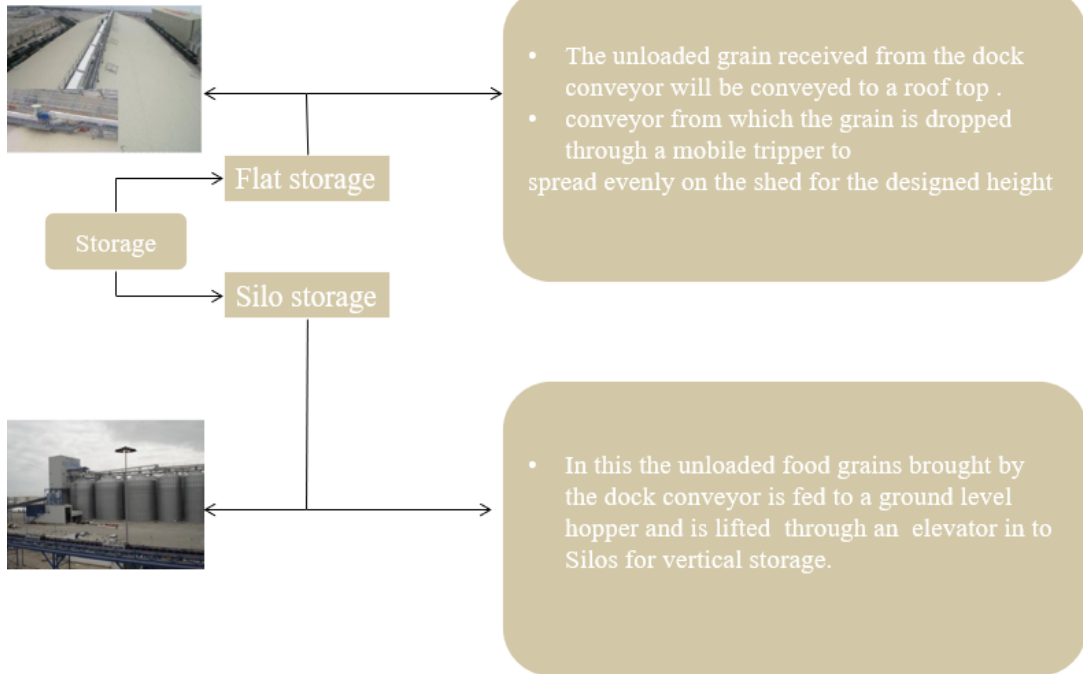 • The unloaded grain received from the dock
conveyor will be conveyed to a roof top .
• conveyor from which the grain is dropped
through a mobile tripper to
spread evenly on the shed for the designed height
Flat storage
Storage
Silo storage
• In this the unloaded food grains brought by
the dock conveyor is fed to a ground level
hopper and is lifted through an elevator in to
Silos for vertical storage.